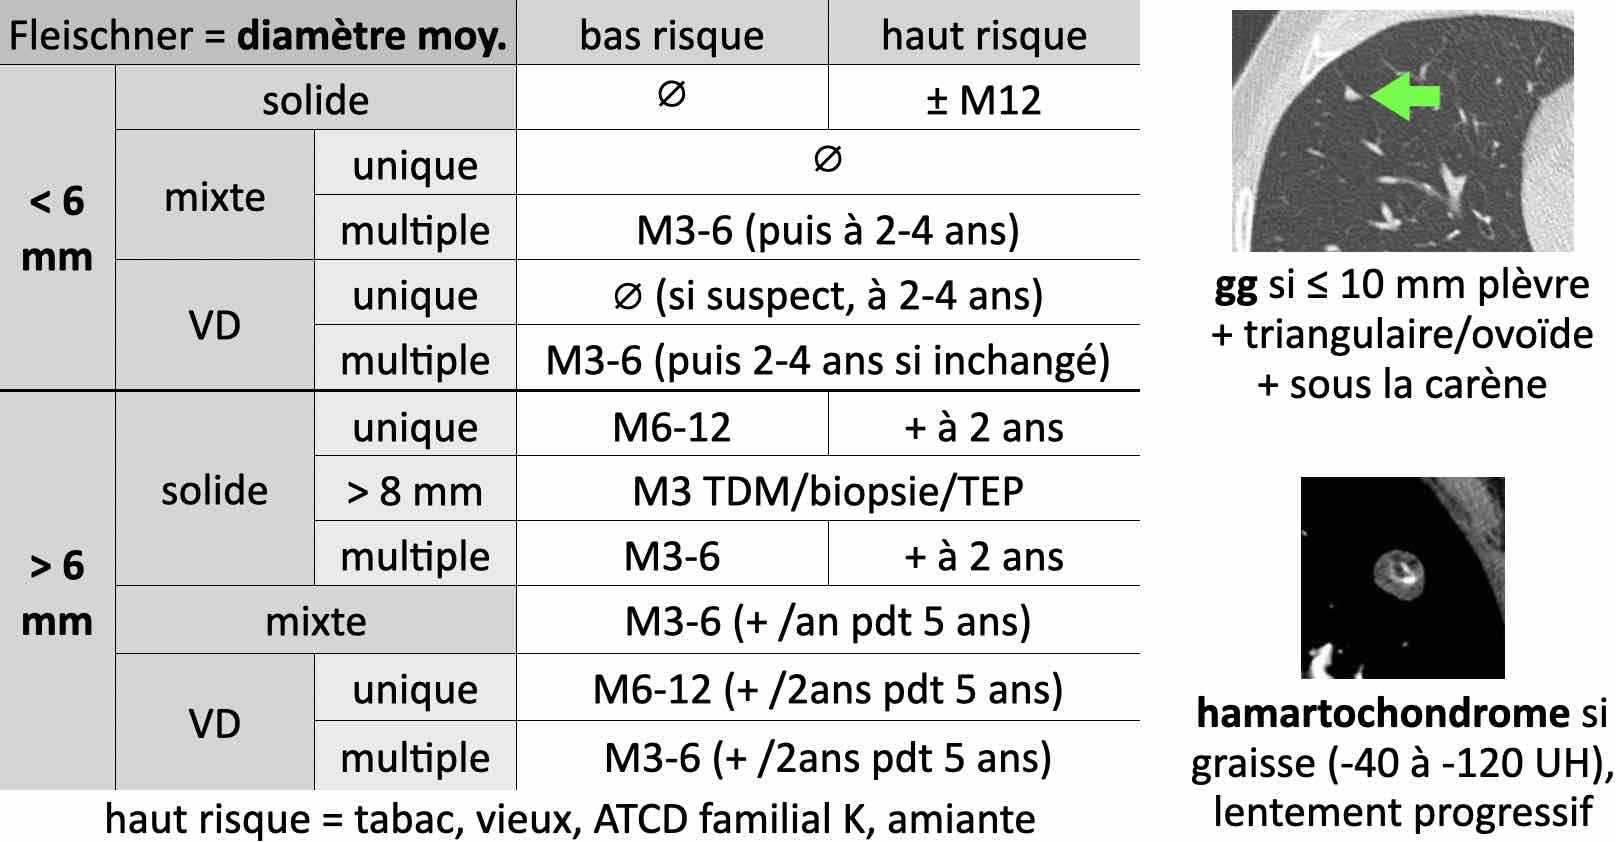 Fleischner = diamètre moy. bas risque haut risque
< 6 mm solide ∅ ± M12
mixte unique ∅
multiple M3-6 (puis à 2-4 ans)
VD unique ∅ (si suspect, à 2-4 ans)
multiple M3-6 (puis 2-4 ans si inchangé)
> 6 mm solide unique M6-12 + à 2 ans
> 8 mm M3 TDM/biopsie/TEP
multiple M3-6 + à 2 ans
mixte M3-6 (+ /an pdt 5 ans)
VD unique M6-12 (+ /2ans pdt 5 ans)
multiple M3-6 (+ /2ans pdt 5 ans)
haut risque = tabac, vieux, ATCD familial K, amiante
gg si ≤ 10 mm plèvre
+ triangulaire/ovoïde
+ sous la carène
hamartochondrome si
graisse (-40 à -120 UH),
lentement progressif